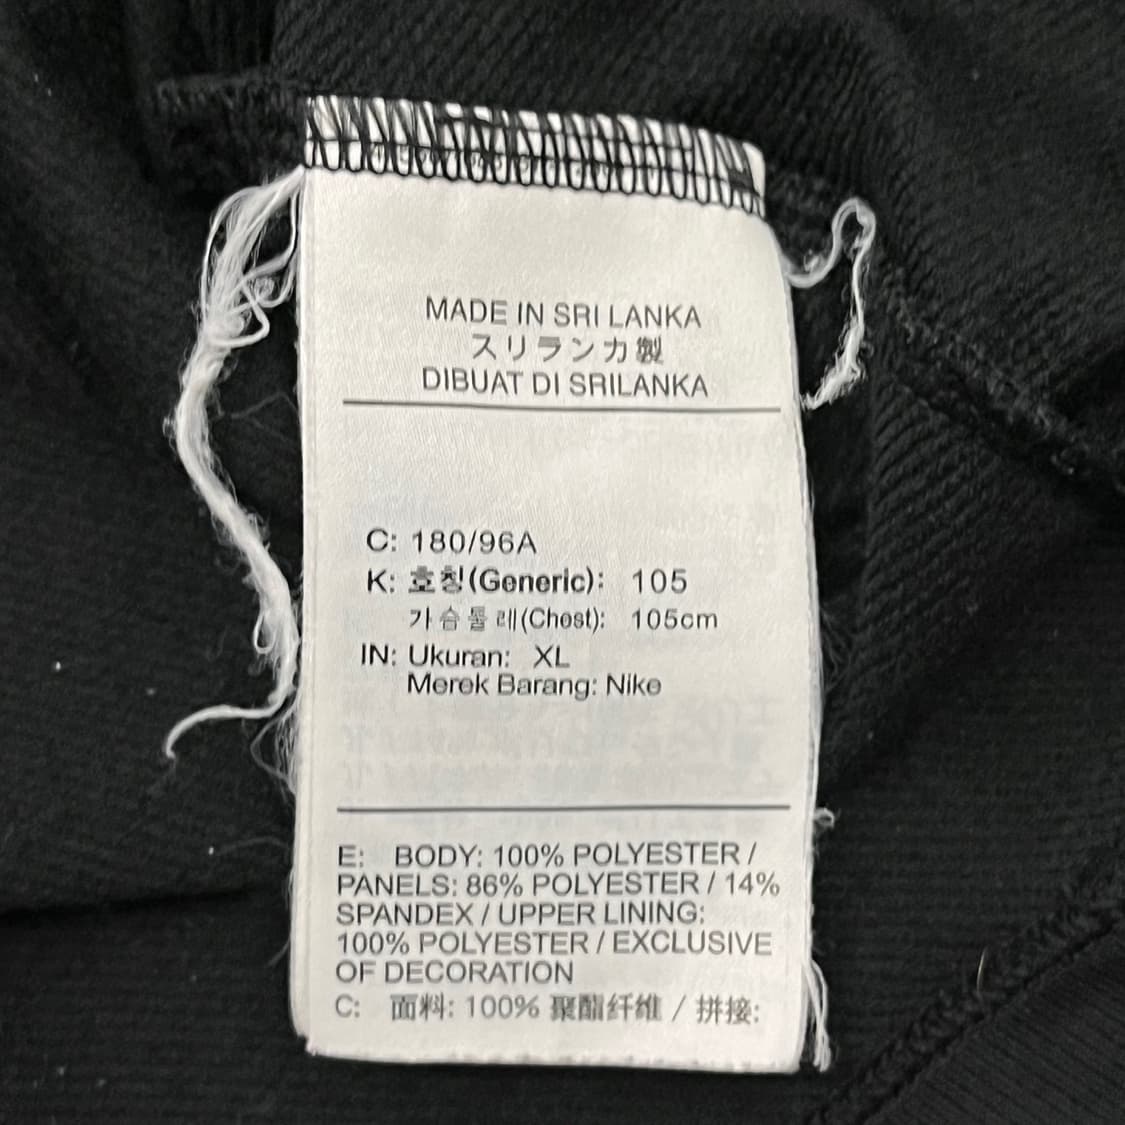 MADE IN SRI LANKA
スリランカ製
DIBUAT DI SRILANKA
C: 180/96A
K: 호칭(Generic): 105
가슴둘레(Chest): 105cm
IN: Ukuran: XL
Merek Barang: Nike
E: BODY: 100% POLYESTER /
PANELS: 86% POLYESTER / 14%
SPANDEX / UPPER LINING:
100% POLYESTER / EXCLUSIVE
OF DECORATION
C: 面料: 100% 聚酯纤维 / 拼接: